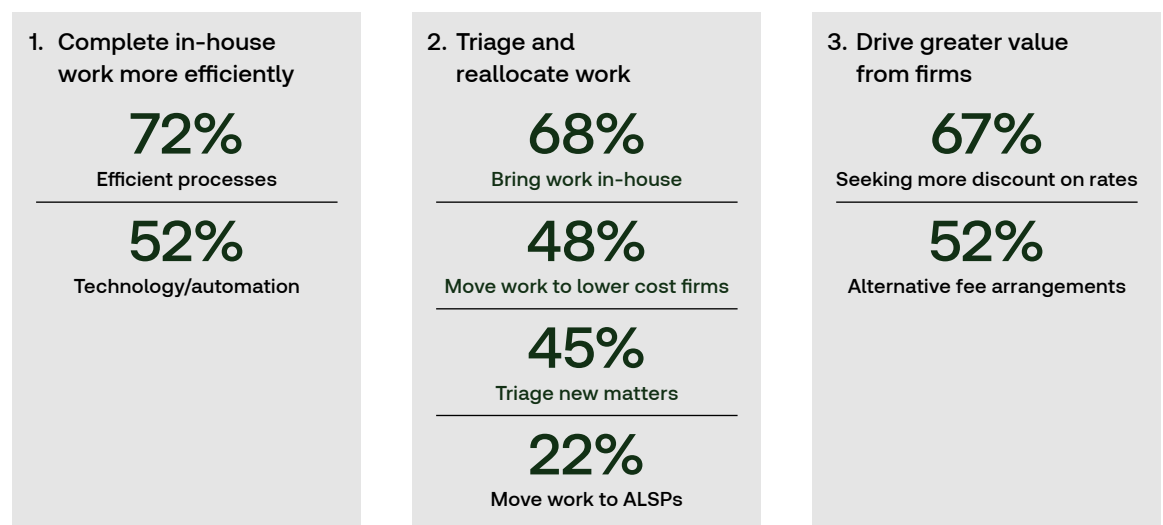 1. Complete in-house
work more efficiently
72%
Efficient processes
52%
Technology/automation
2. Triage and
reallocate work
68%
Bring work in-house
48%
Move work to lower cost firms
45%
Triage new matters
22%
Move work to ALSPs
3. Drive greater value
from firms
67%
Seeking more discount on rates
52%
Alternative fee arrangements